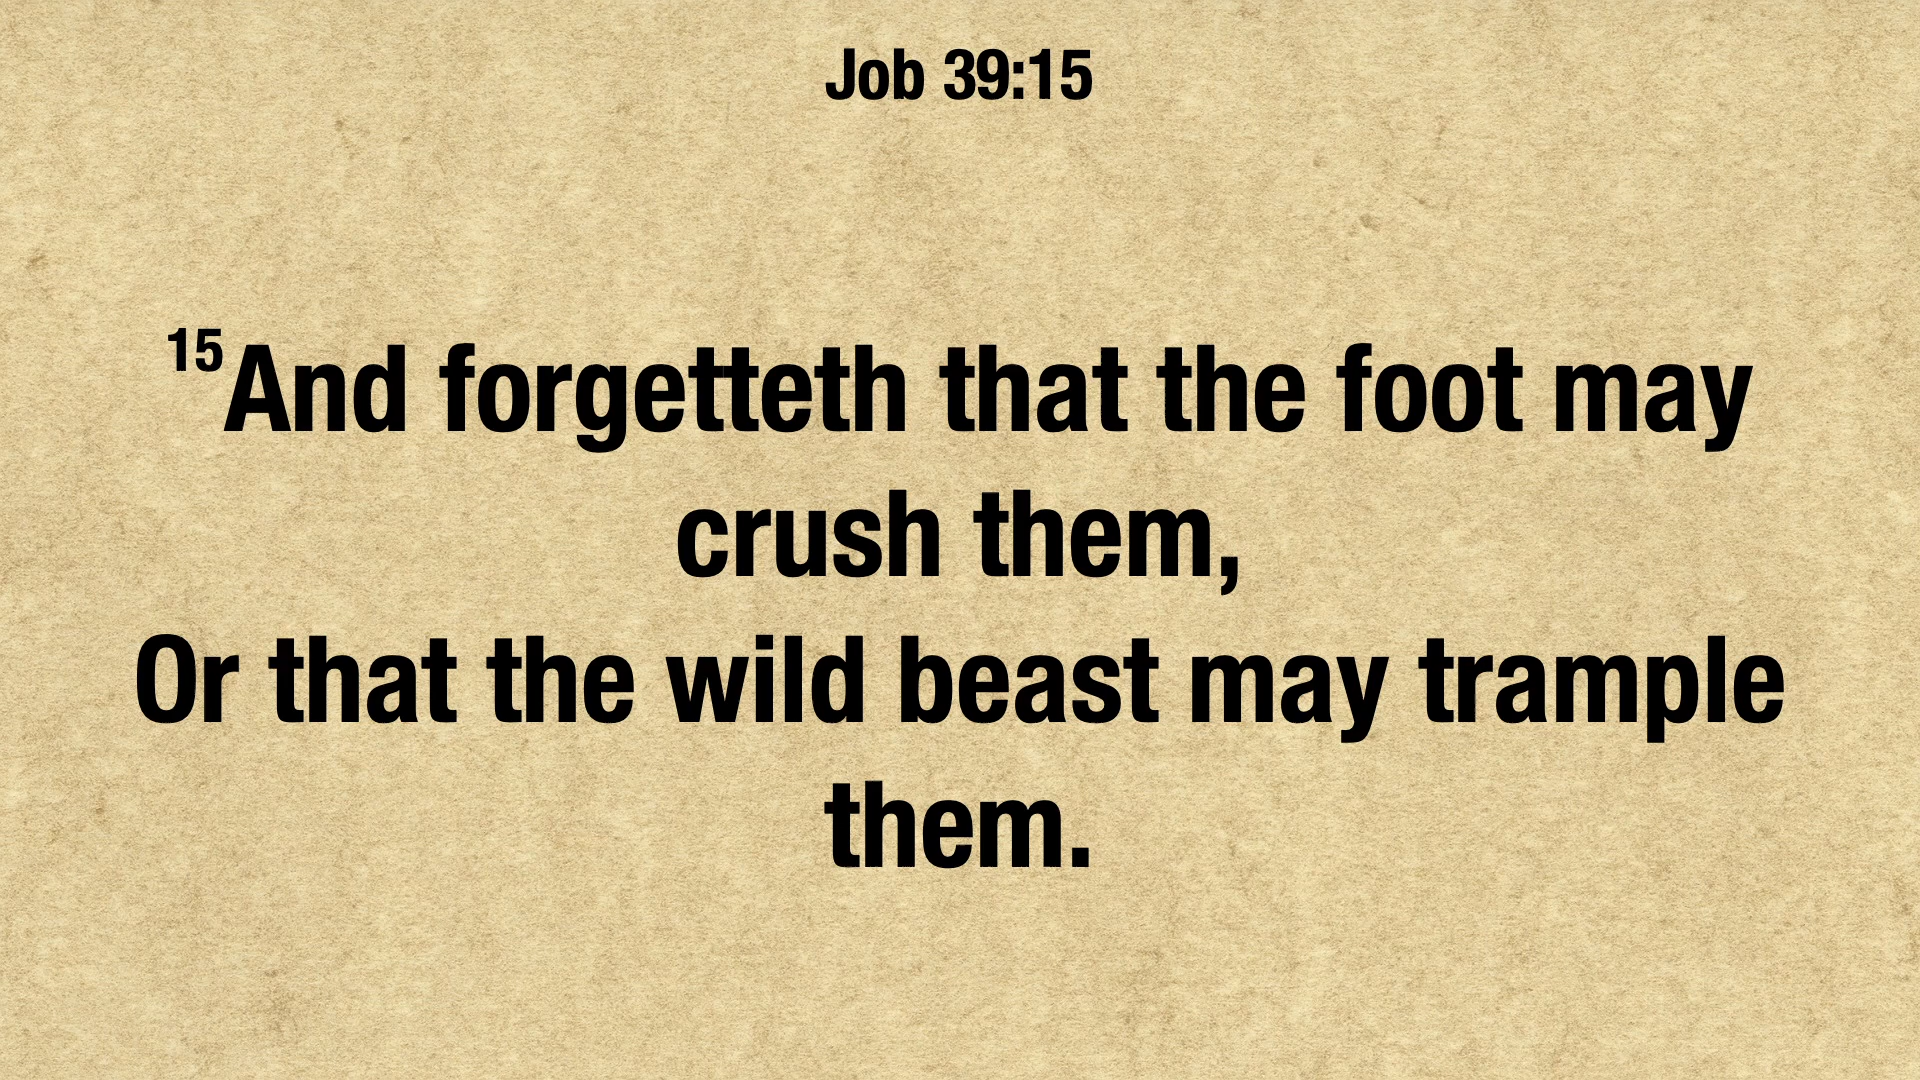 Job 39:15
15And forgetteth that the foot may
crush them,
Or that the wild beast may trample
them.